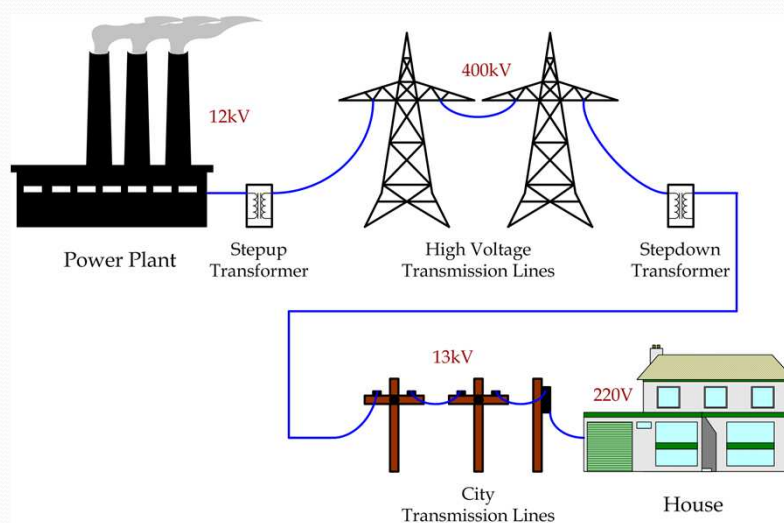 12kV
400kV
Power Plant
Stepup
Transformer
High Voltage
Transmission Lines
Stepdown
Transformer
13kV
220V
City
Transmission Lines
House